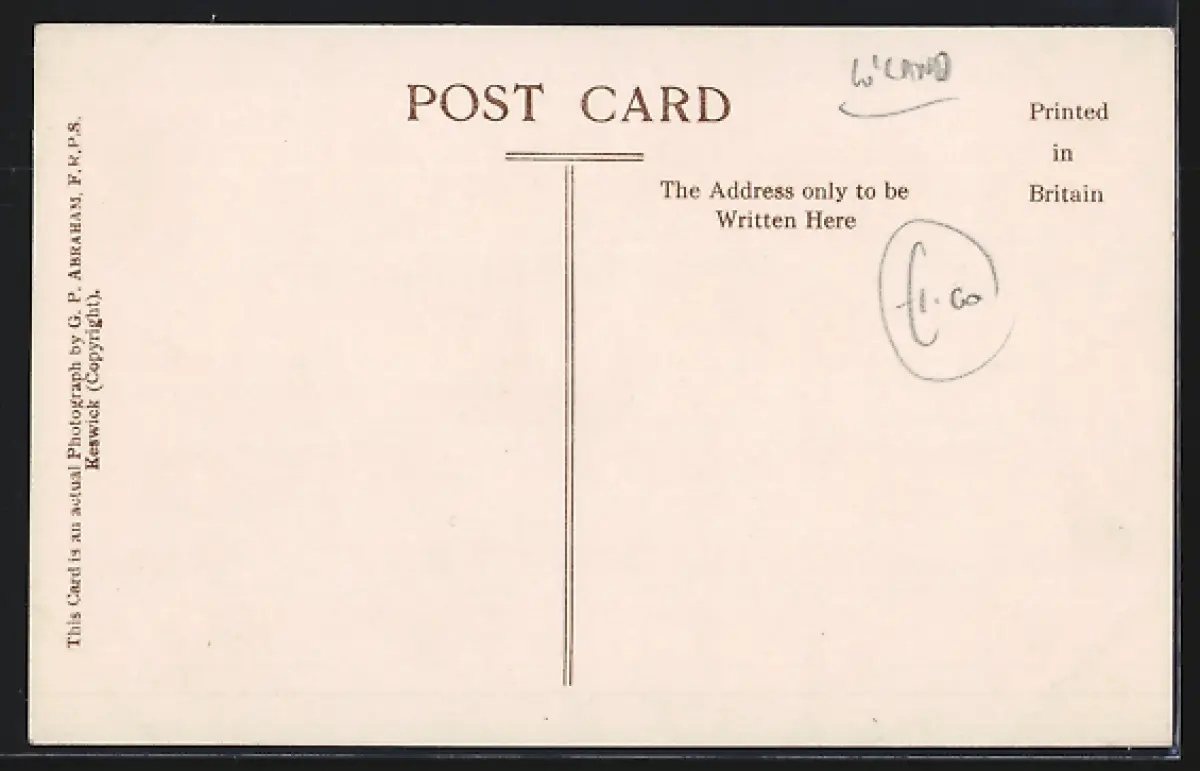 This Card is an actual Photograph by G. P. ABRAHAM, F.R.P.S.
Keswick (Copyright).
POST CARD
W'LAND
The Address only to be
Written Here
Printed
in
Britain
£1.00